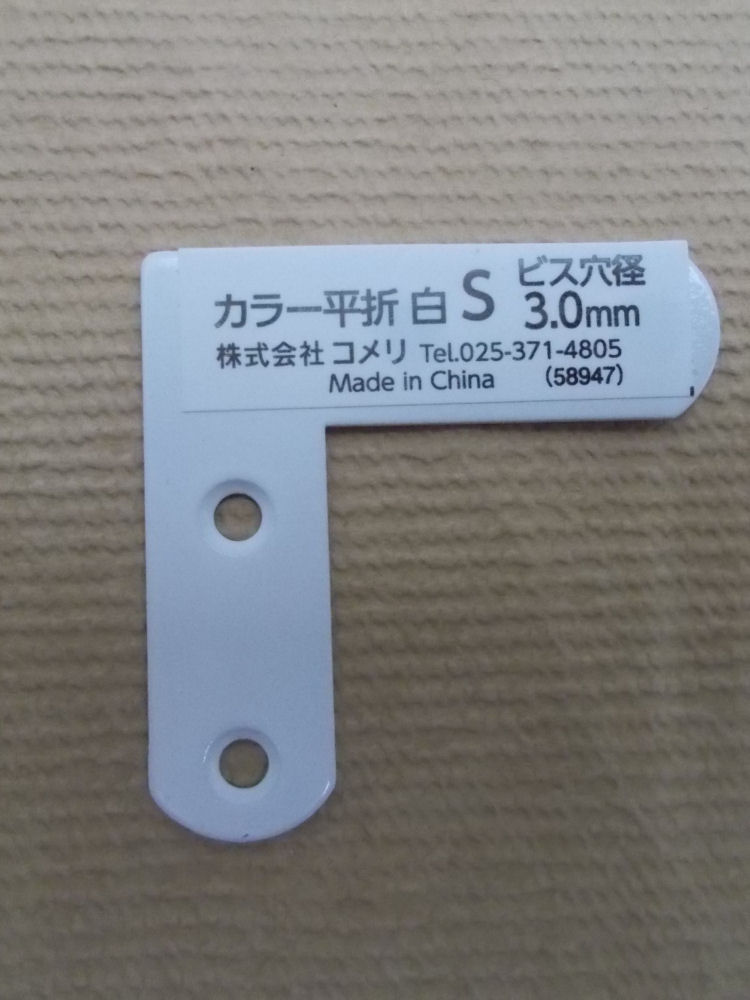 カラー平折 白 S ビス穴径
3.0mm
株式会社 コメリ Tel.025-371-4805
Made in China (58947)